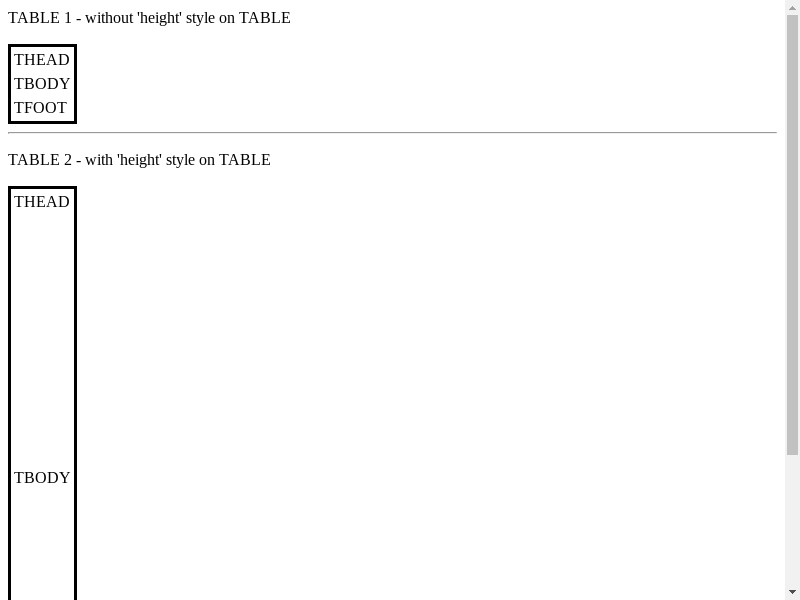 TABLE 1 - without 'height' style on TABLE
THEAD
TBODY
TFOOT
TABLE 2 - with 'height' style on TABLE
THEAD
TBODY